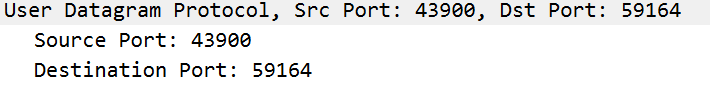 User Datagram Protocol, Src Port: 43900, Dst Port: 59164
Source Port: 43900
Destination Port: 59164